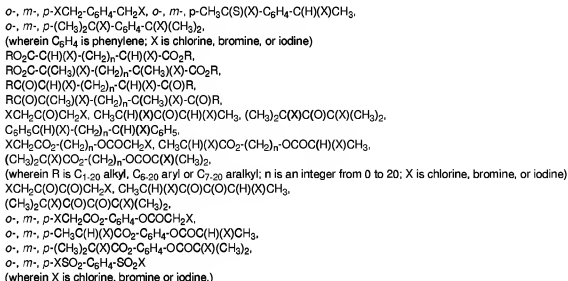 o-, m-, p-XCH₂-C₆H₄-CH₂X, o-, m-, p-CH₃C(S)(X)-C₆H₄-C(H)(X)CH₃,
o-, m-, p-(CH₃)₂C(X)-C₆H₄-C(X)(CH₃)₂,
(wherein C₆H₄ is phenylene; X is chlorine, bromine, or iodine)
RO₂C-C(H)(X)-(CH₂)ₙ-C(H)(X)-CO₂R,
RO₂C-C(CH₃)(X)-(CH₂)ₙ-C(CH₃)(X)-CO₂R,
RC(O)C(H)(X)-(CH₂)ₙ-C(H)(X)-C(O)R,
RC(O)C(CH₃)(X)-(CH₂)ₙ-C(CH₃)(X)-C(O)R,
XCH₂C(O)CH₂X, CH₃C(H)(X)C(O)C(H)(X)CH₃, (CH₃)₂C(X)C(O)C(X)(CH₃)₂,
C₆H₅C(H)(X)-(CH₂)ₙ-C(H)(X)C₆H₅,
XCH₂CO₂-(CH₂)ₙ-OCOCH₂X, CH₃C(H)(X)CO₂-(CH₂)ₙ-OCOC(H)(X)CH₃,
(CH₃)₂C(X)CO₂-(CH₂)ₙ-OCOC(X)(CH₃)₂,
(wherein R is C₁₋₂₀ alkyl, C₆₋₂₀ aryl or C₇₋₂₀ aralkyl; n is an integer from 0 to 20; X is chlorine, bromine, or iodine)
XCH₂C(O)C(O)CH₂X, CH₃C(H)(X)C(O)C(O)C(H)(X)CH₃,
(CH₃)₂C(X)C(O)C(O)C(X)(CH₃)₂,
o-, m-, p-XCH₂CO₂-C₆H₄-OCOCH₂X,
o-, m-, p-CH₃C(H)(X)CO₂-C₆H₄-OCOC(H)(X)CH₃,
o-, m-, p-(CH₃)₂C(X)CO₂-C₆H₄-OCOC(X)(CH₃)₂,
o-, m-, p-XSO₂-C₆H₄-SO₂X
(wherein X is chlorine, bromine or iodine.)